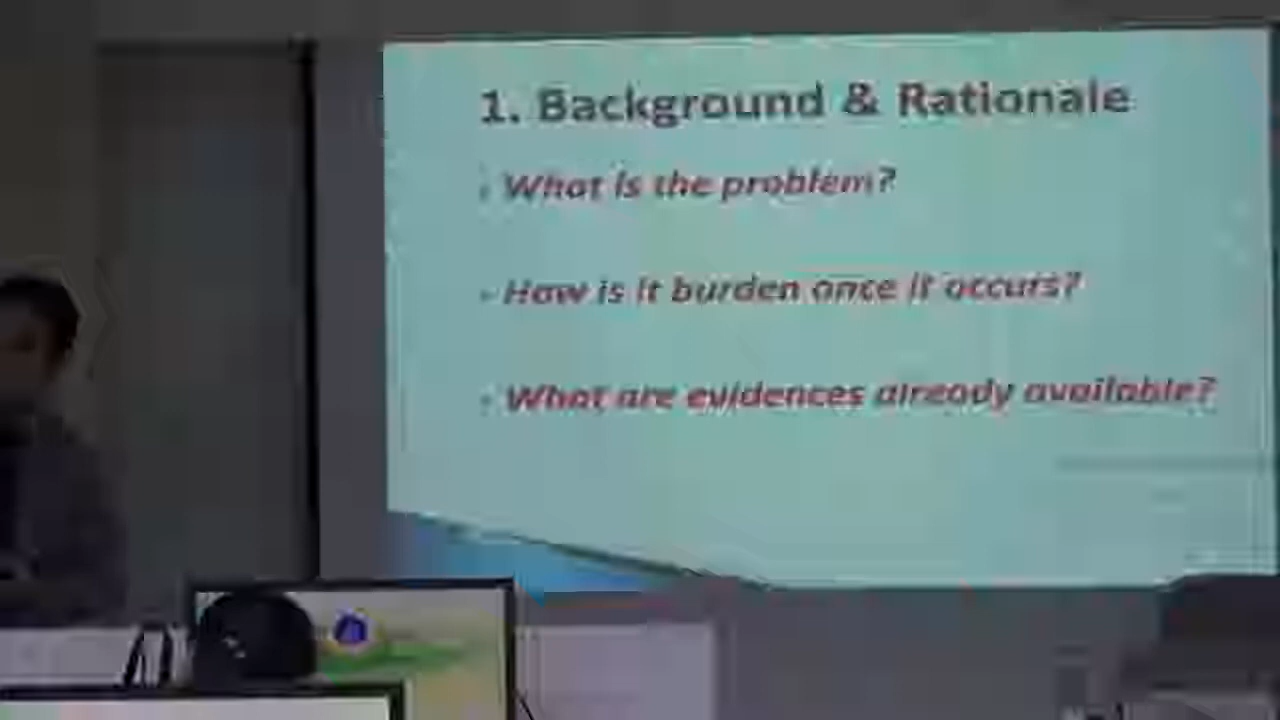 1. Background & Rationale
- What is the problem?
- How is it burden once it occurs?
- What are evidences already available?